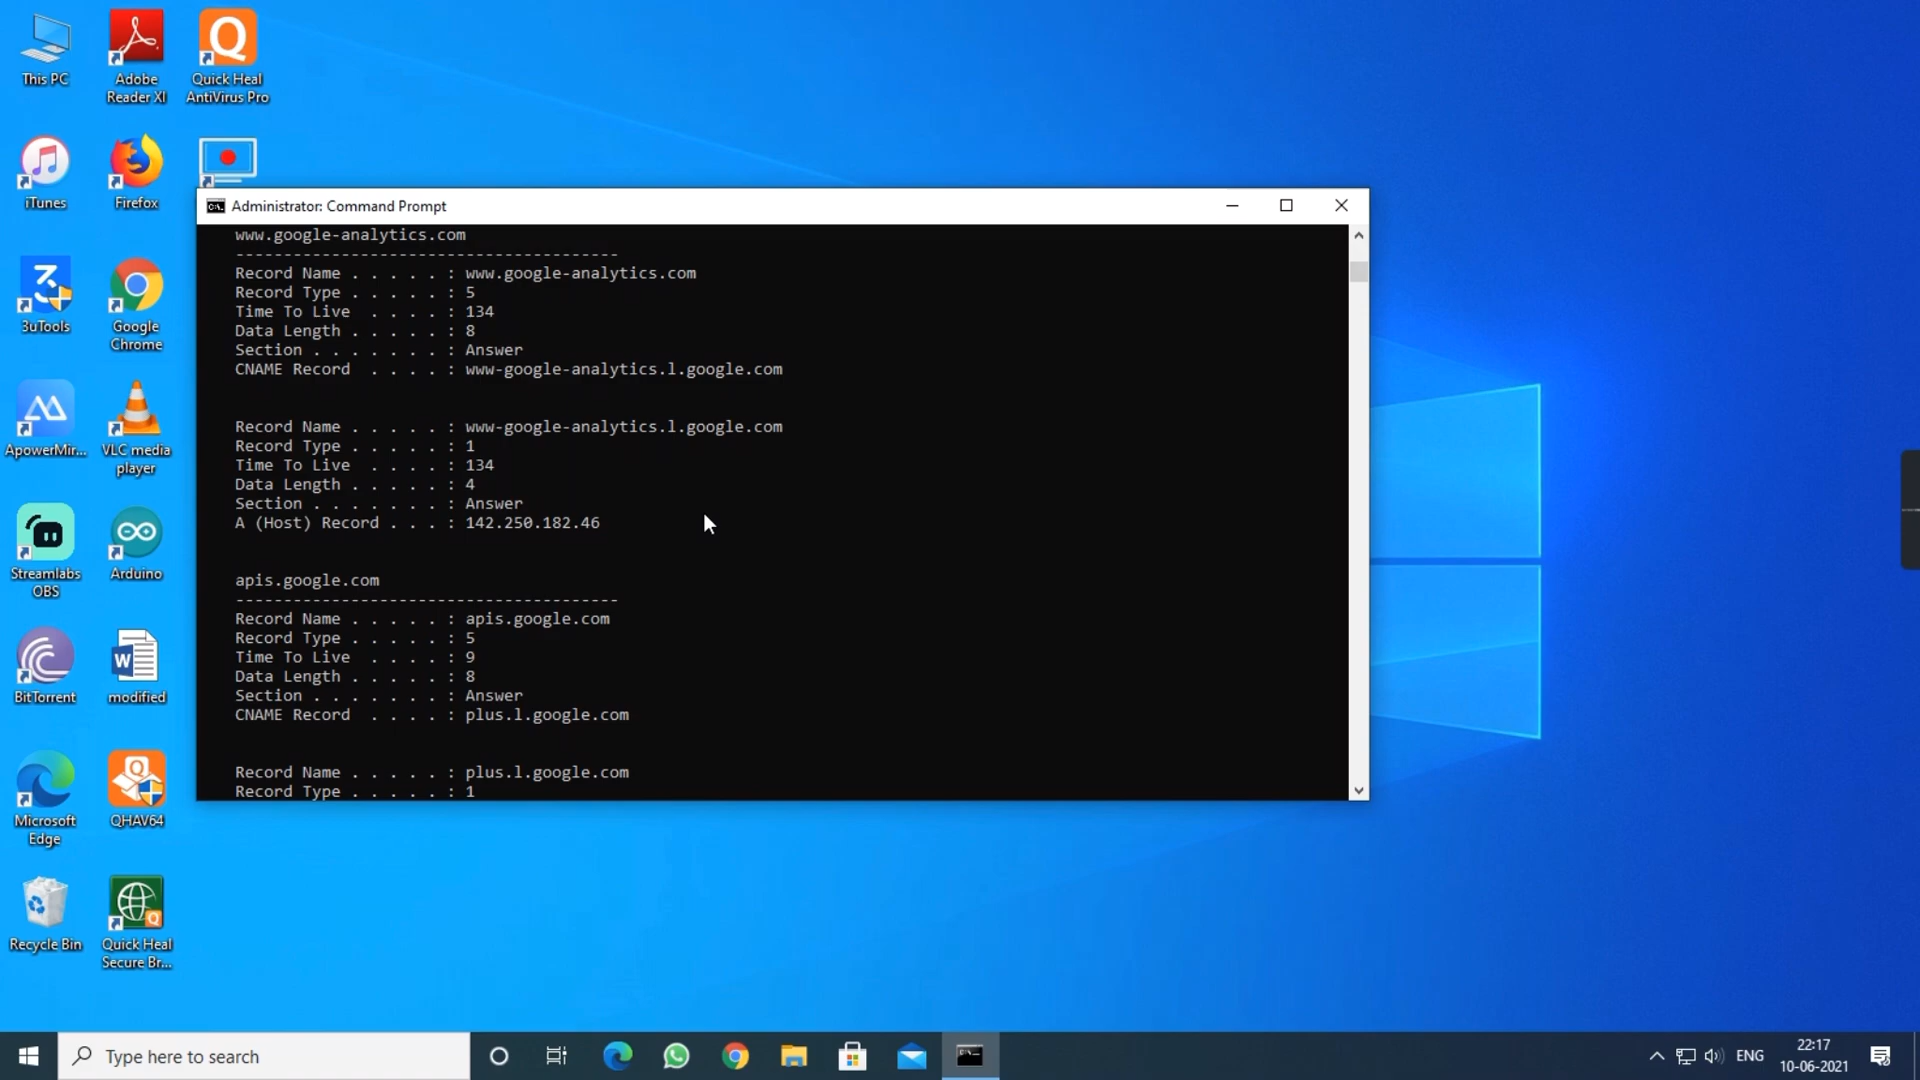 This PC
Adobe
Reader XI
Quick Heal
AntiVirus Pro
iTunes
Firefox
3uTools
Google
Chrome
ApowerMir...
VLC media
player
Streamlabs
OBS
Arduino
BitTorrent
modified
Microsoft
Edge
QHAV64
Recycle Bin
Quick Heal
Secure Br...
Administrator: Command Prompt
www.google-analytics.com
----------------------------------------
Record Name . . . . . : www.google-analytics.com
Record Type . . . . . : 5
Time To Live  . . . . : 134
Data Length . . . . . : 8
Section . . . . . . . : Answer
CNAME Record  . . . . : www-google-analytics.l.google.com
Record Name . . . . . : www-google-analytics.l.google.com
Record Type . . . . . : 1
Time To Live  . . . . : 134
Data Length . . . . . : 4
Section . . . . . . . : Answer
A (Host) Record . . . : 142.250.182.46
apis.google.com
----------------------------------------
Record Name . . . . . : apis.google.com
Record Type . . . . . : 5
Time To Live  . . . . : 9
Data Length . . . . . : 8
Section . . . . . . . : Answer
CNAME Record  . . . . : plus.l.google.com
Record Name . . . . . : plus.l.google.com
Record Type . . . . . : 1
Type here to search
ENG
22:17
10-06-2021